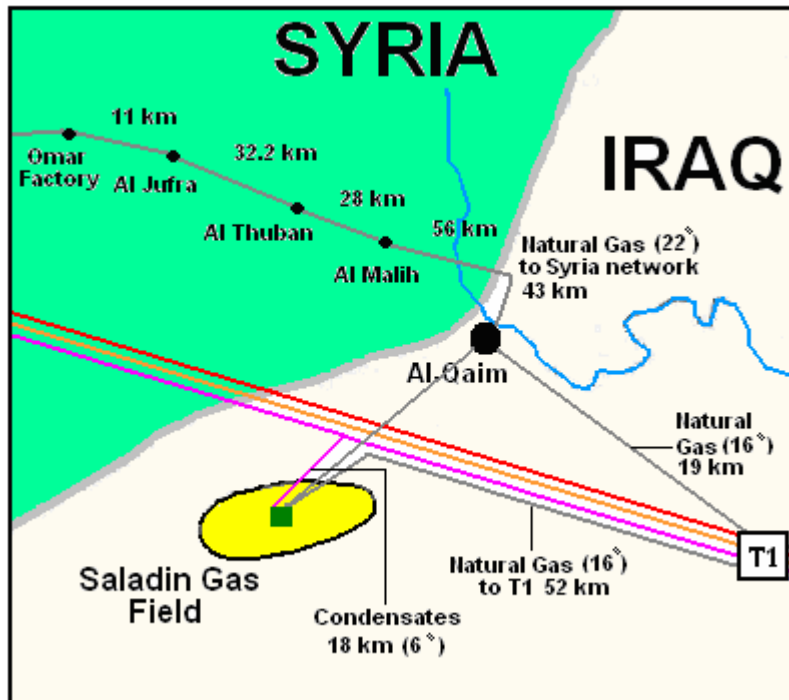 SYRIA
11 km
Omar
Factory
Al Jufra
32.2 km
Al Thuban
28 km
Al Malih
56 km
IRAQ
Natural Gas (22")
to Syria network
43 km
Al-Qaim
Natural
Gas (16")
19 km
T1
Natural Gas (16")
to T1 52 km
Saladin Gas
Field
Condensates
18 km (6")